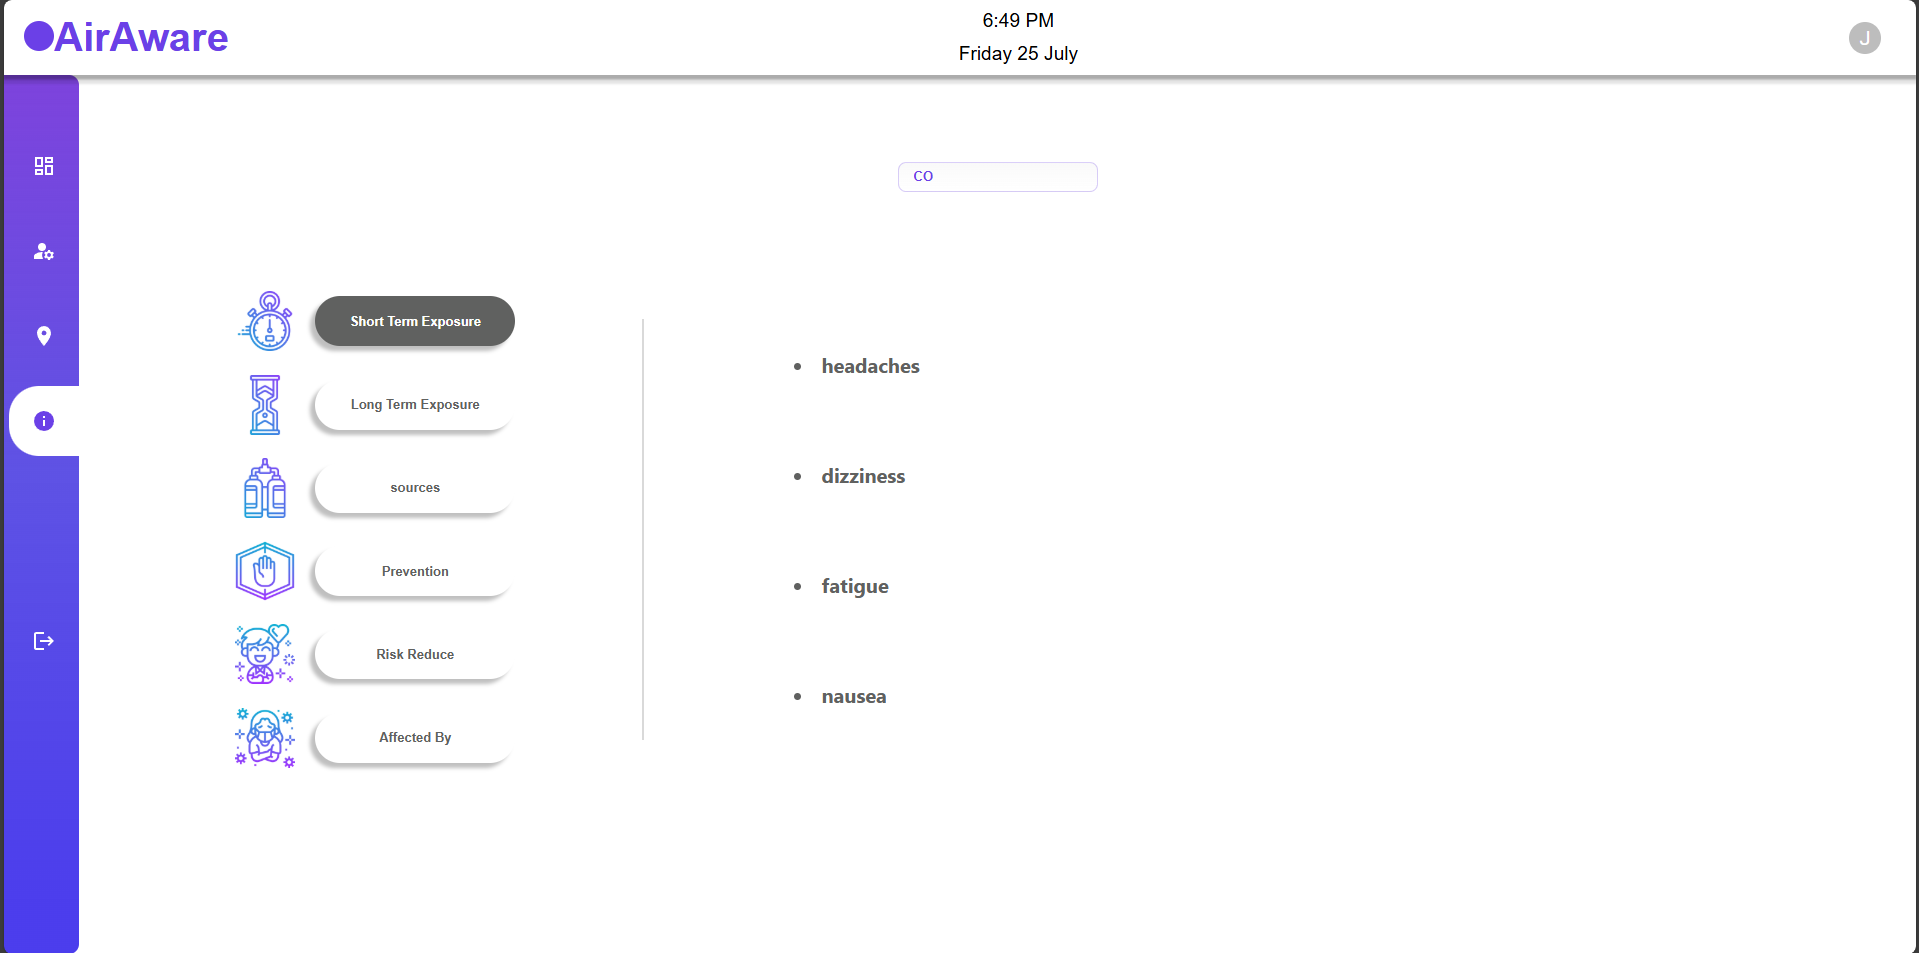 AirAware
6:49 PM
Friday 25 July
J
CO
Short Term Exposure
Long Term Exposure
sources
Prevention
Risk Reduce
Affected By
• headaches
• dizziness
• fatigue
• nausea